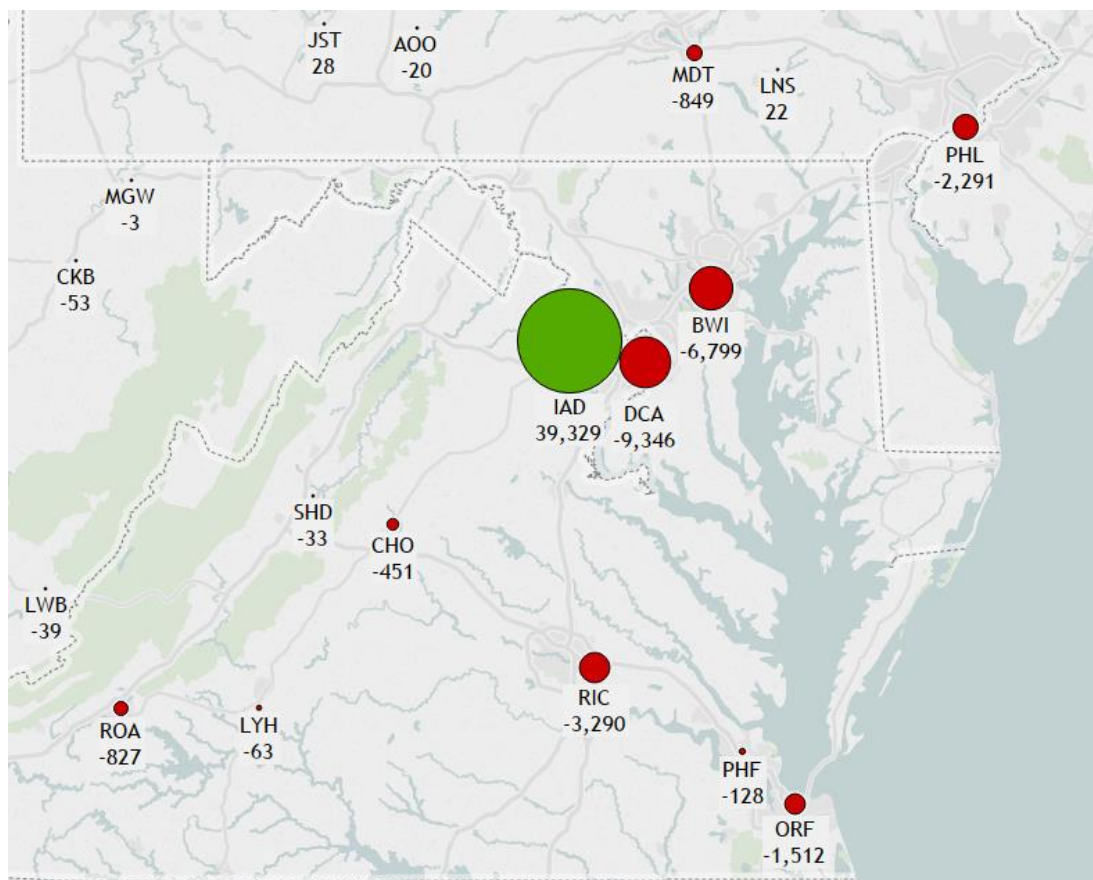 JST
28
AOO
-20
MDT
-849
LNS
22
PHL
-2,291
MGW
-3
CKB
-53
BWI
-6,799
IAD
39,329
DCA
-9,346
SHD
-33
CHO
-451
LWB
-39
RIC
-3,290
ROA
-827
LYH
-63
PHF
-128
ORF
-1,512